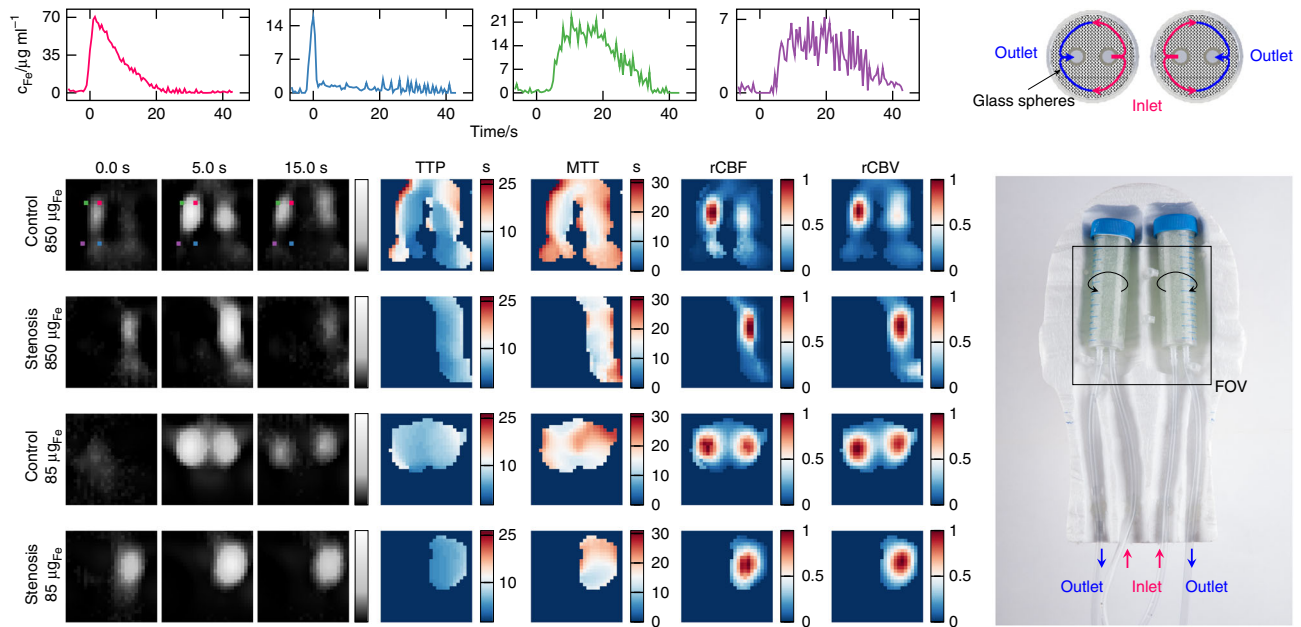 70
35
0
c_Fe/µg ml⁻¹
0 20 40
14
7
0
0 20 40
21
14
7
0
0 20 40
7
0
0 20 40
Time/s
Outlet
Outlet
Glass spheres
Inlet
0.0 s 5.0 s 15.0 s TTP s MTT s rCBF rCBV
Control
850 µg_Fe
25
10
30
20
10
0
1
0.5
0
1
0.5
0
Stenosis
850 µg_Fe
25
10
30
20
10
0
1
0.5
0
1
0.5
0
FOV
Control
85 µg_Fe
25
10
30
20
10
0
1
0.5
0
1
0.5
0
Stenosis
85 µg_Fe
25
10
30
20
10
0
1
0.5
0
1
0.5
0
Outlet Inlet Outlet